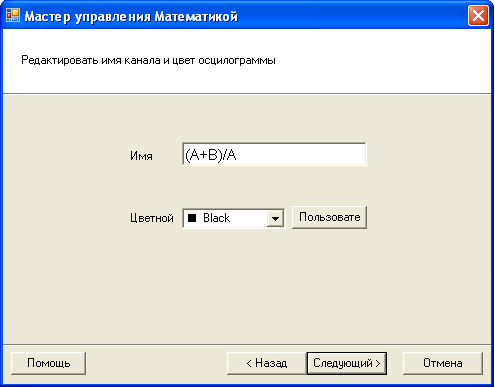 Мастер управления Математикой
Редактировать имя канала и цвет осцилограммы
Имя (A+B)/A
Цветной Black Пользовате
Помощь < Назад Следующий > Отмена